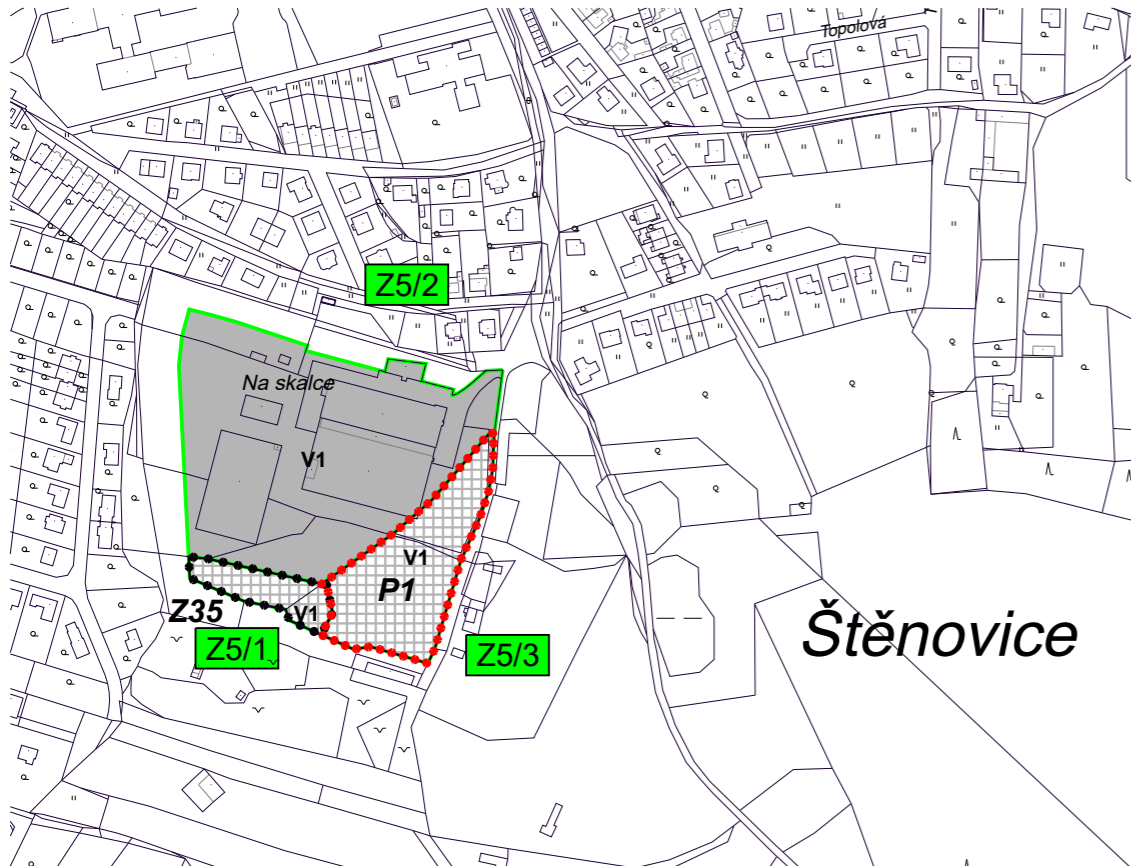 Topolová
Z5/2
Na skalce
V1
V1
P1
Z35
V1
Z5/1
Z5/3
Štěnovice